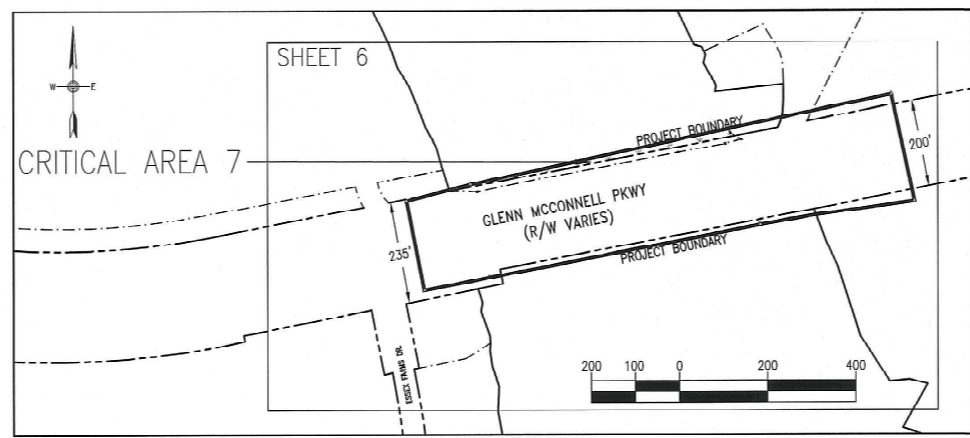 SHEET 6
W E
CRITICAL AREA 7
PROJECT BOUNDARY
200'
GLENN MCCONNELL PKWY
(R/W VARIES)
235'
PROJECT BOUNDARY
ESSEX FARMS DR.
200 100 0 200 400